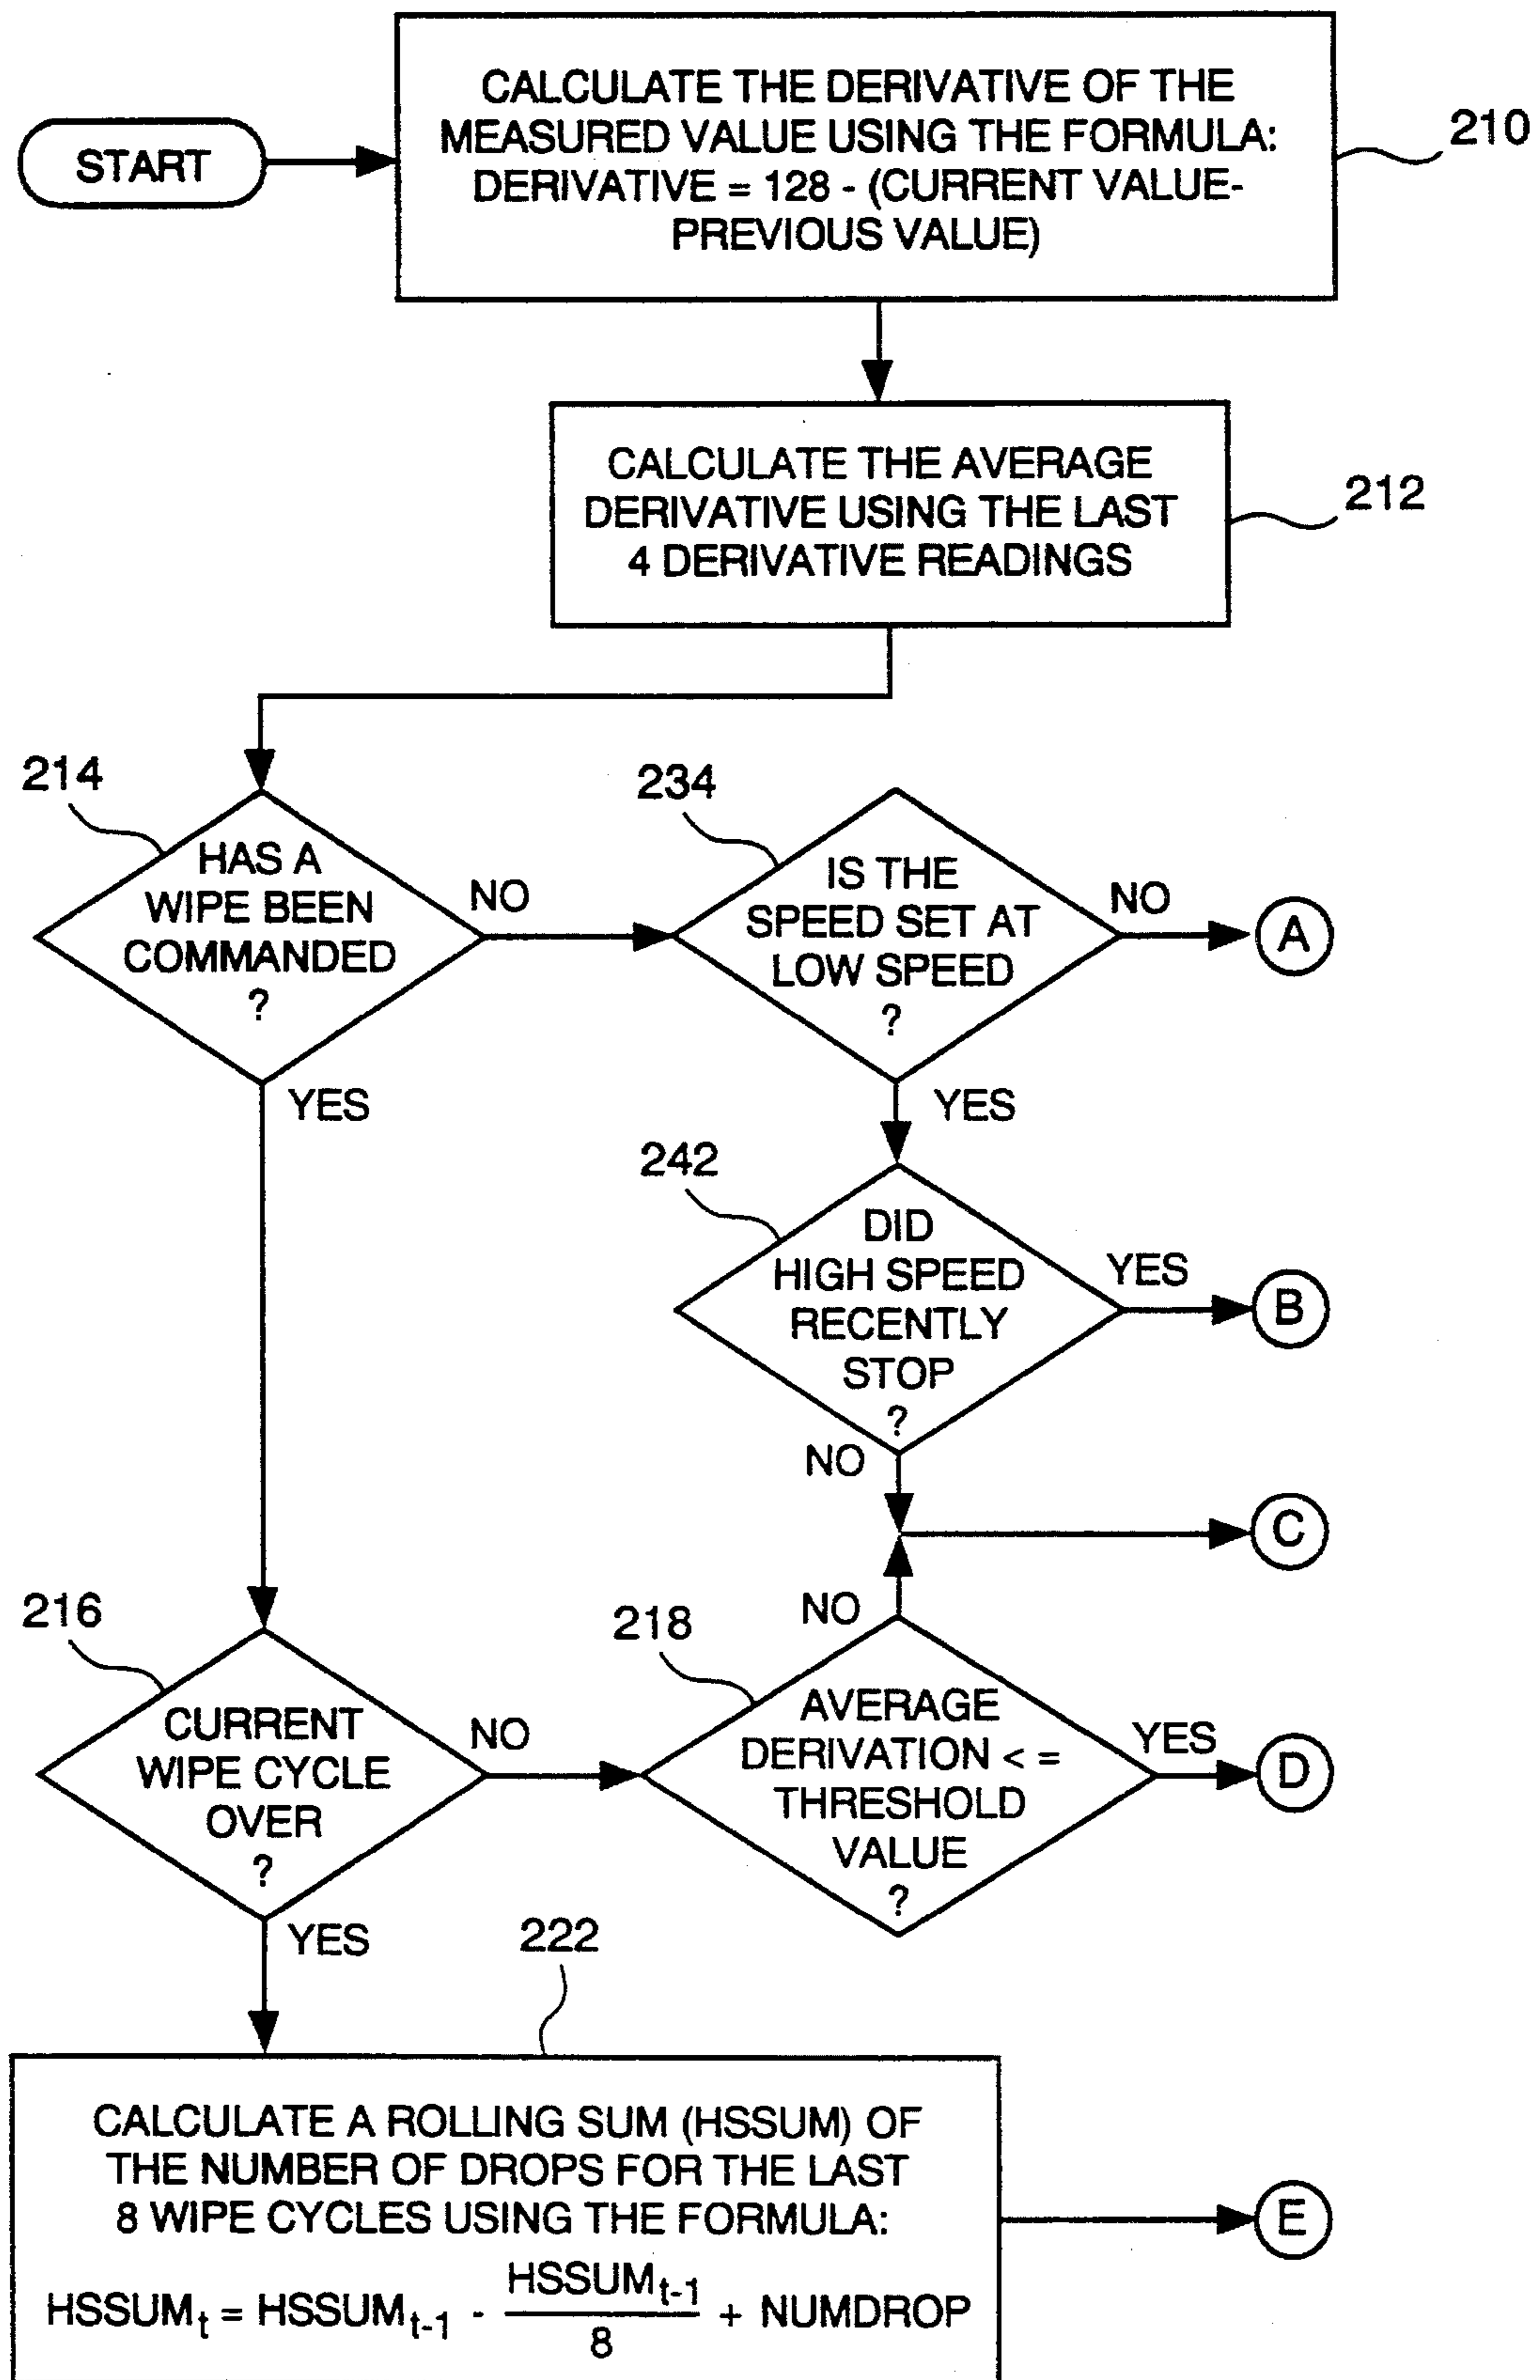 START
CALCULATE THE DERIVATIVE OF THE
MEASURED VALUE USING THE FORMULA:
DERIVATIVE = 128 - (CURRENT VALUE-
PREVIOUS VALUE)
210
CALCULATE THE AVERAGE
DERIVATIVE USING THE LAST
4 DERIVATIVE READINGS
212
214
HAS A
WIPE BEEN
COMMANDED
?
NO
YES
234
IS THE
SPEED SET AT
LOW SPEED
?
NO
A
YES
242
DID
HIGH SPEED
RECENTLY
STOP
?
YES
B
NO
C
216
CURRENT
WIPE CYCLE
OVER
?
NO
YES
218
NO
AVERAGE
DERIVATION < =
THRESHOLD
VALUE
?
YES
D
222
CALCULATE A ROLLING SUM (HSSUM) OF
THE NUMBER OF DROPS FOR THE LAST
8 WIPE CYCLES USING THE FORMULA:
HSSUMt = HSSUMt-1 - HSSUMt-1/8 + NUMDROP
E